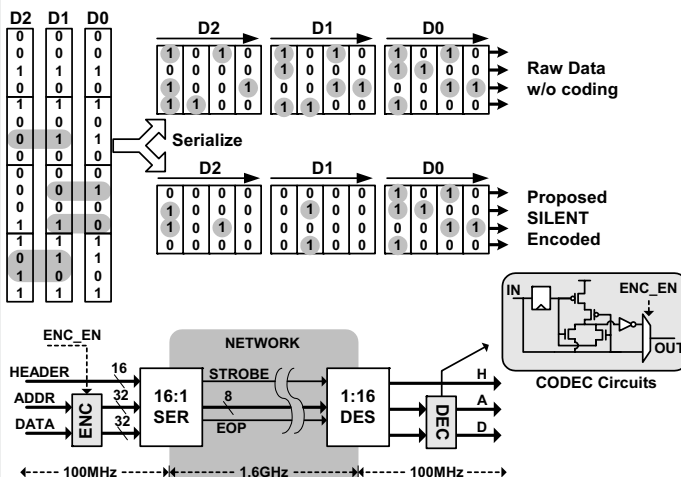 D2 D1 D0
0 0 0
0 0 0
1 1 1
0 0 0
1 1 1
0 0 0
0 1 1
0 0 0
0 0 0
0 0 1
0 0 0
1 1 0
1 1 1
0 1 1
1 0 0
1 1 1
Serialize
D2 D1 D0
1 0 1 0 1 0 1 0 1 0 1 0
0 0 0 0 1 0 0 0 1 1 0 0
1 0 0 1 0 0 1 1 0 0 1 1
1 1 0 0 1 1 0 0 1 0 0 0
Raw Data
w/o coding
D2 D1 D0
0 0 0 0 0 0 0 0 1 0 1 0
1 0 0 0 0 1 0 0 1 1 0 0
1 0 1 0 0 0 0 0 0 0 1 1
0 0 0 0 0 1 0 0 1 0 0 0
Proposed
SILENT
Encoded
IN
ENC_EN
OUT
CODEC Circuits
ENC_EN
NETWORK
HEADER 16 STROBE H
ADDR 32 8 A
DATA 32 EOP D
ENC
16:1
SER
1:16
DES
DEC
100MHz 1.6GHz 100MHz